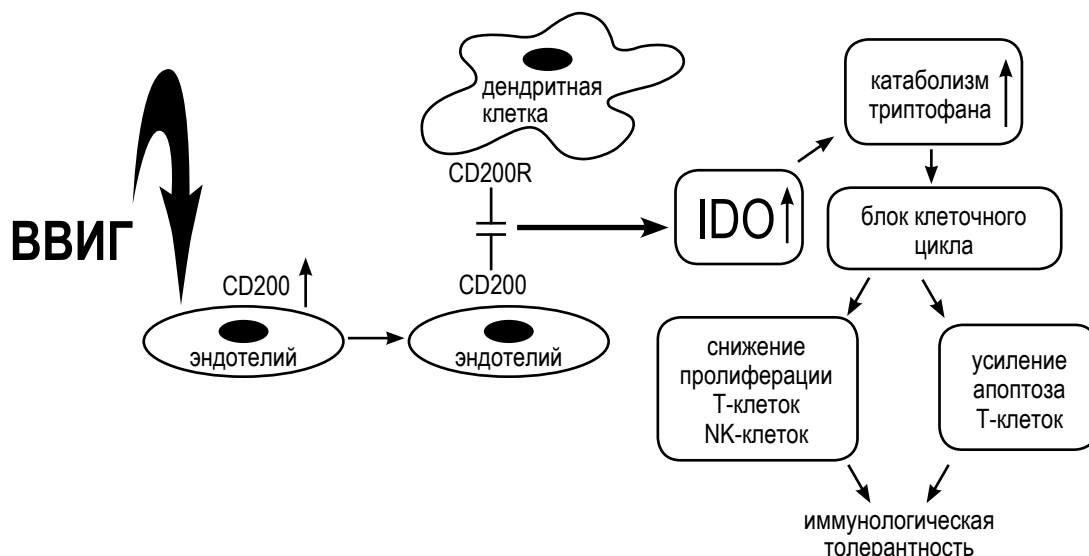 ВВИГ
CD200
эндотелий
дендритная
клетка
CD200R
CD200
эндотелий
IDO
катаболизм
триптофана
блок клеточного
цикла
снижение
пролиферации
Т-клеток
NK-клеток
усиление
апоптоза
Т-клеток
иммунологическая
толерантность